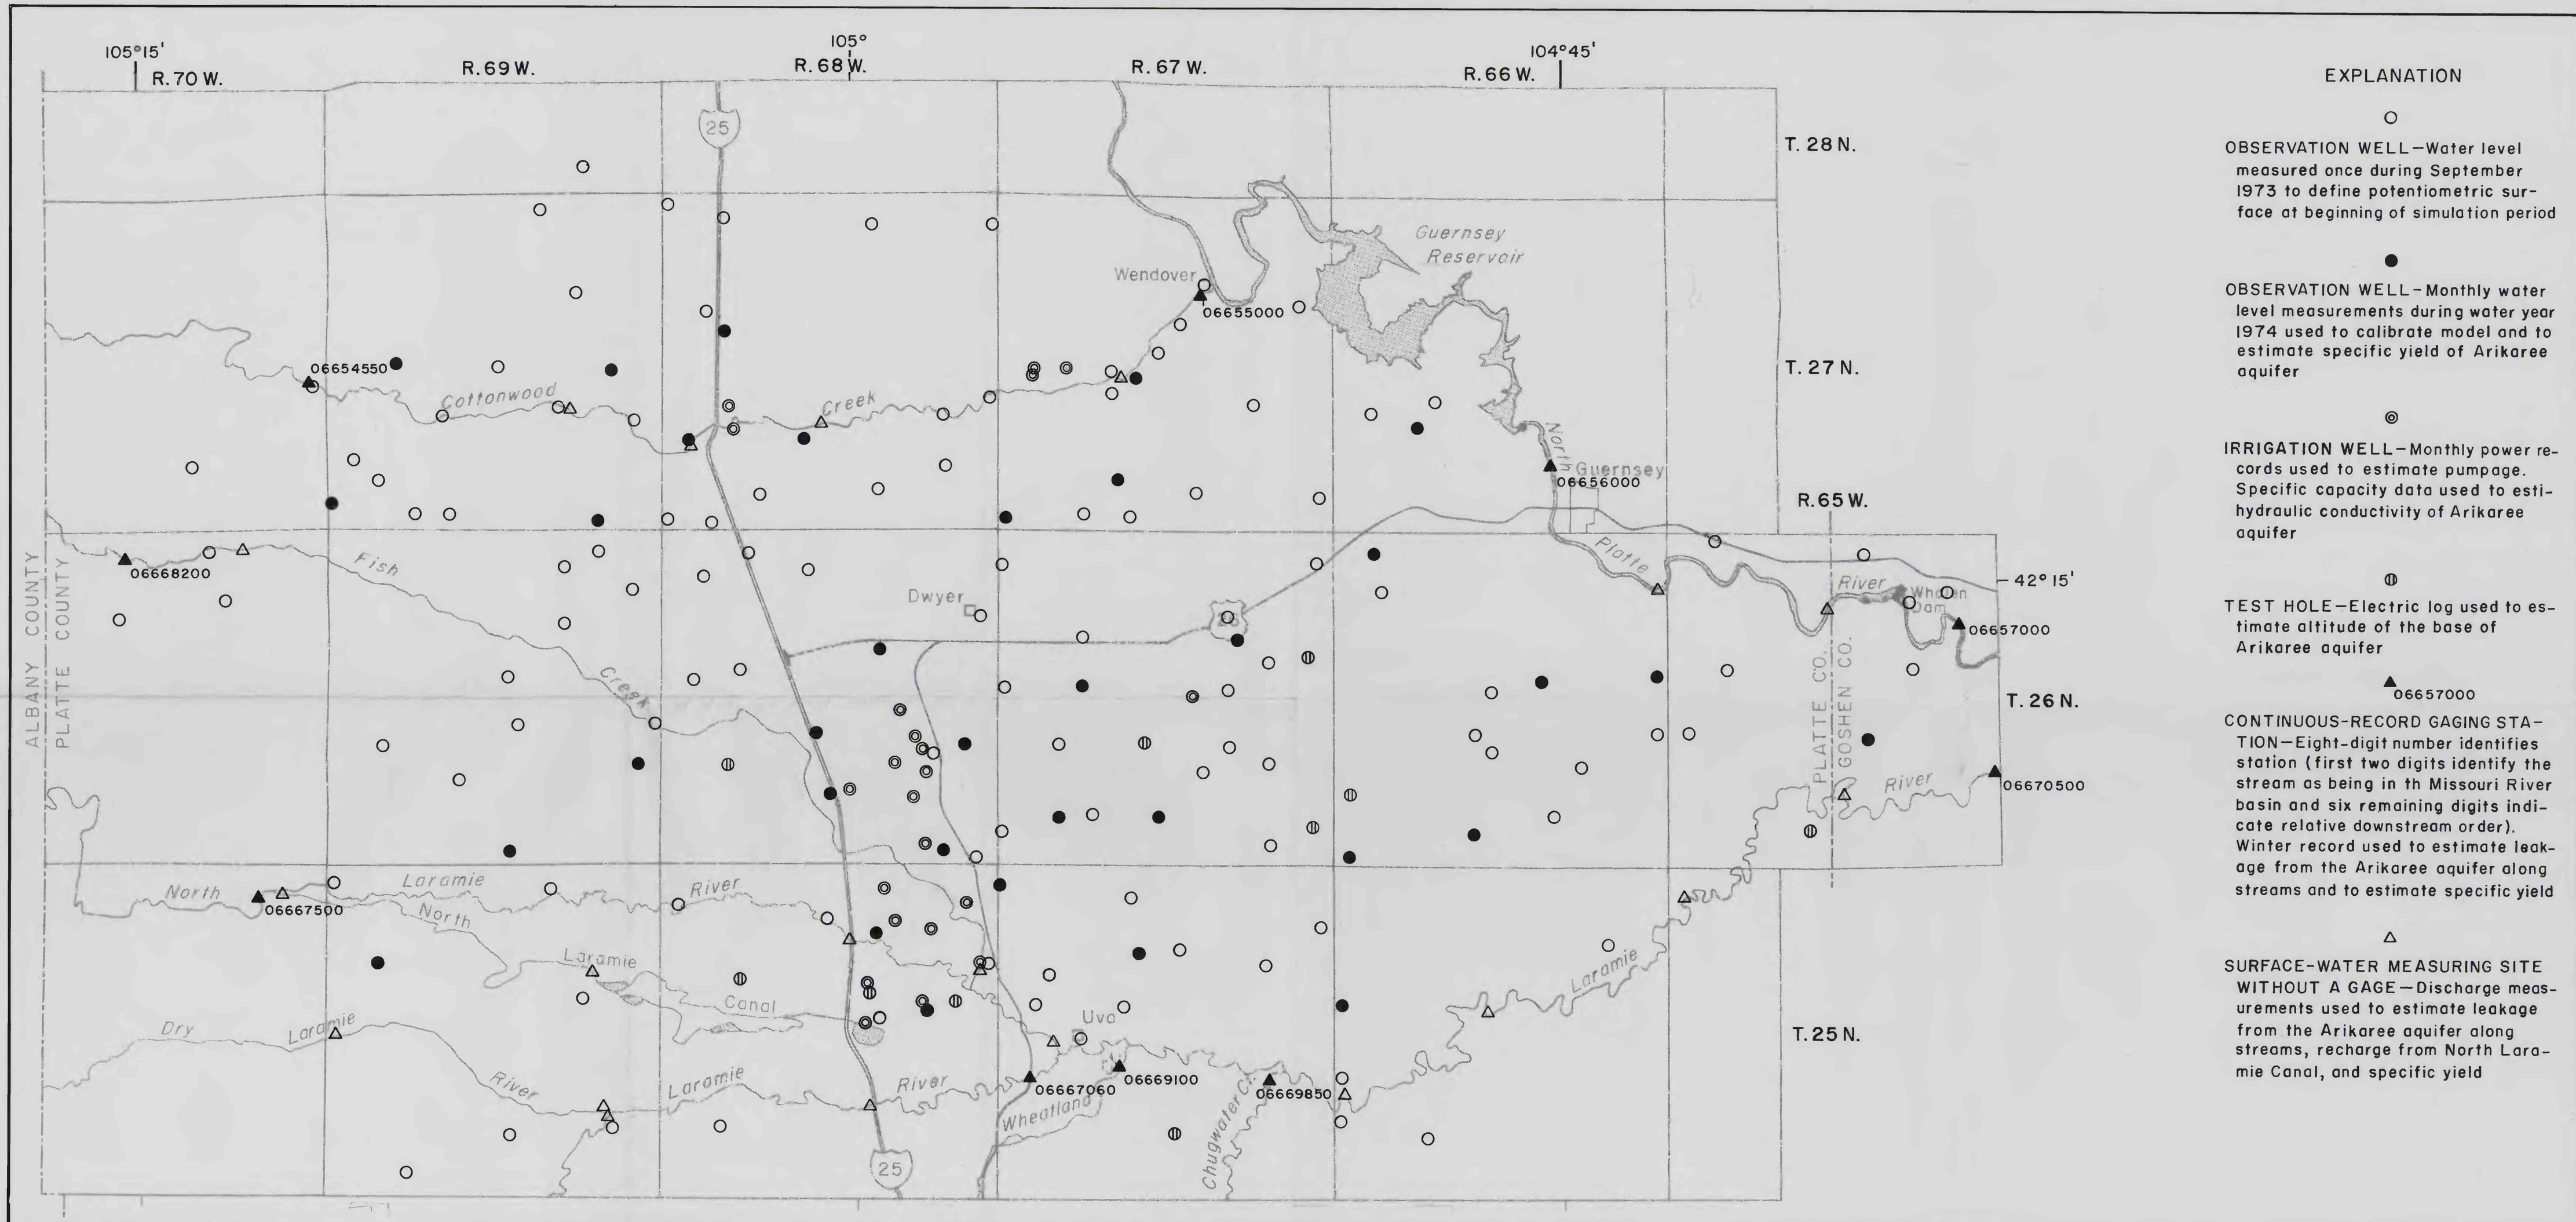 105°15'
105°
104°45'
R. 70 W.
R. 69 W.
R. 68 W.
R. 67 W.
R. 66 W.
25
T. 28 N.
Guernsey
Reservoir
Wendover
06655000
06654550
T. 27 N.
Cottonwood
Creek
North
Guernsey
06656000
R. 65 W.
ALBANY COUNTY
PLATTE COUNTY
06668200
Fish
Creek
Platte
River
42° 15'
Dwyer
Whalen
Dam
06657000
26
PLATTE CO.
GOSHEN CO.
T. 26 N.
River
06670500
North
Laramie
River
06667500
North
Laramie
Canal
Laramie
Uva
T. 25 N.
Dry
Laramie
River
Laramie
River
06667060
06669100
06669850
Wheatland
Chugwater Cr.
25
EXPLANATION
OBSERVATION WELL—Water level
measured once during September
1973 to define potentiometric sur-
face at beginning of simulation period
OBSERVATION WELL—Monthly water
level measurements during water year
1974 used to calibrate model and to
estimate specific yield of Arikaree
aquifer
IRRIGATION WELL—Monthly power re-
cords used to estimate pumpage.
Specific capacity data used to esti-
hydraulic conductivity of Arikaree
aquifer
TEST HOLE—Electric log used to es-
timate altitude of the base of
Arikaree aquifer
06657000
CONTINUOUS-RECORD GAGING STA-
TION—Eight-digit number identifies
station (first two digits identify the
stream as being in th Missouri River
basin and six remaining digits indi-
cate relative downstream order).
Winter record used to estimate leak-
age from the Arikaree aquifer along
streams and to estimate specific yield
SURFACE-WATER MEASURING SITE
WITHOUT A GAGE—Discharge meas-
urements used to estimate leakage
from the Arikaree aquifer along
streams, recharge from North Lara-
mie Canal, and specific yield